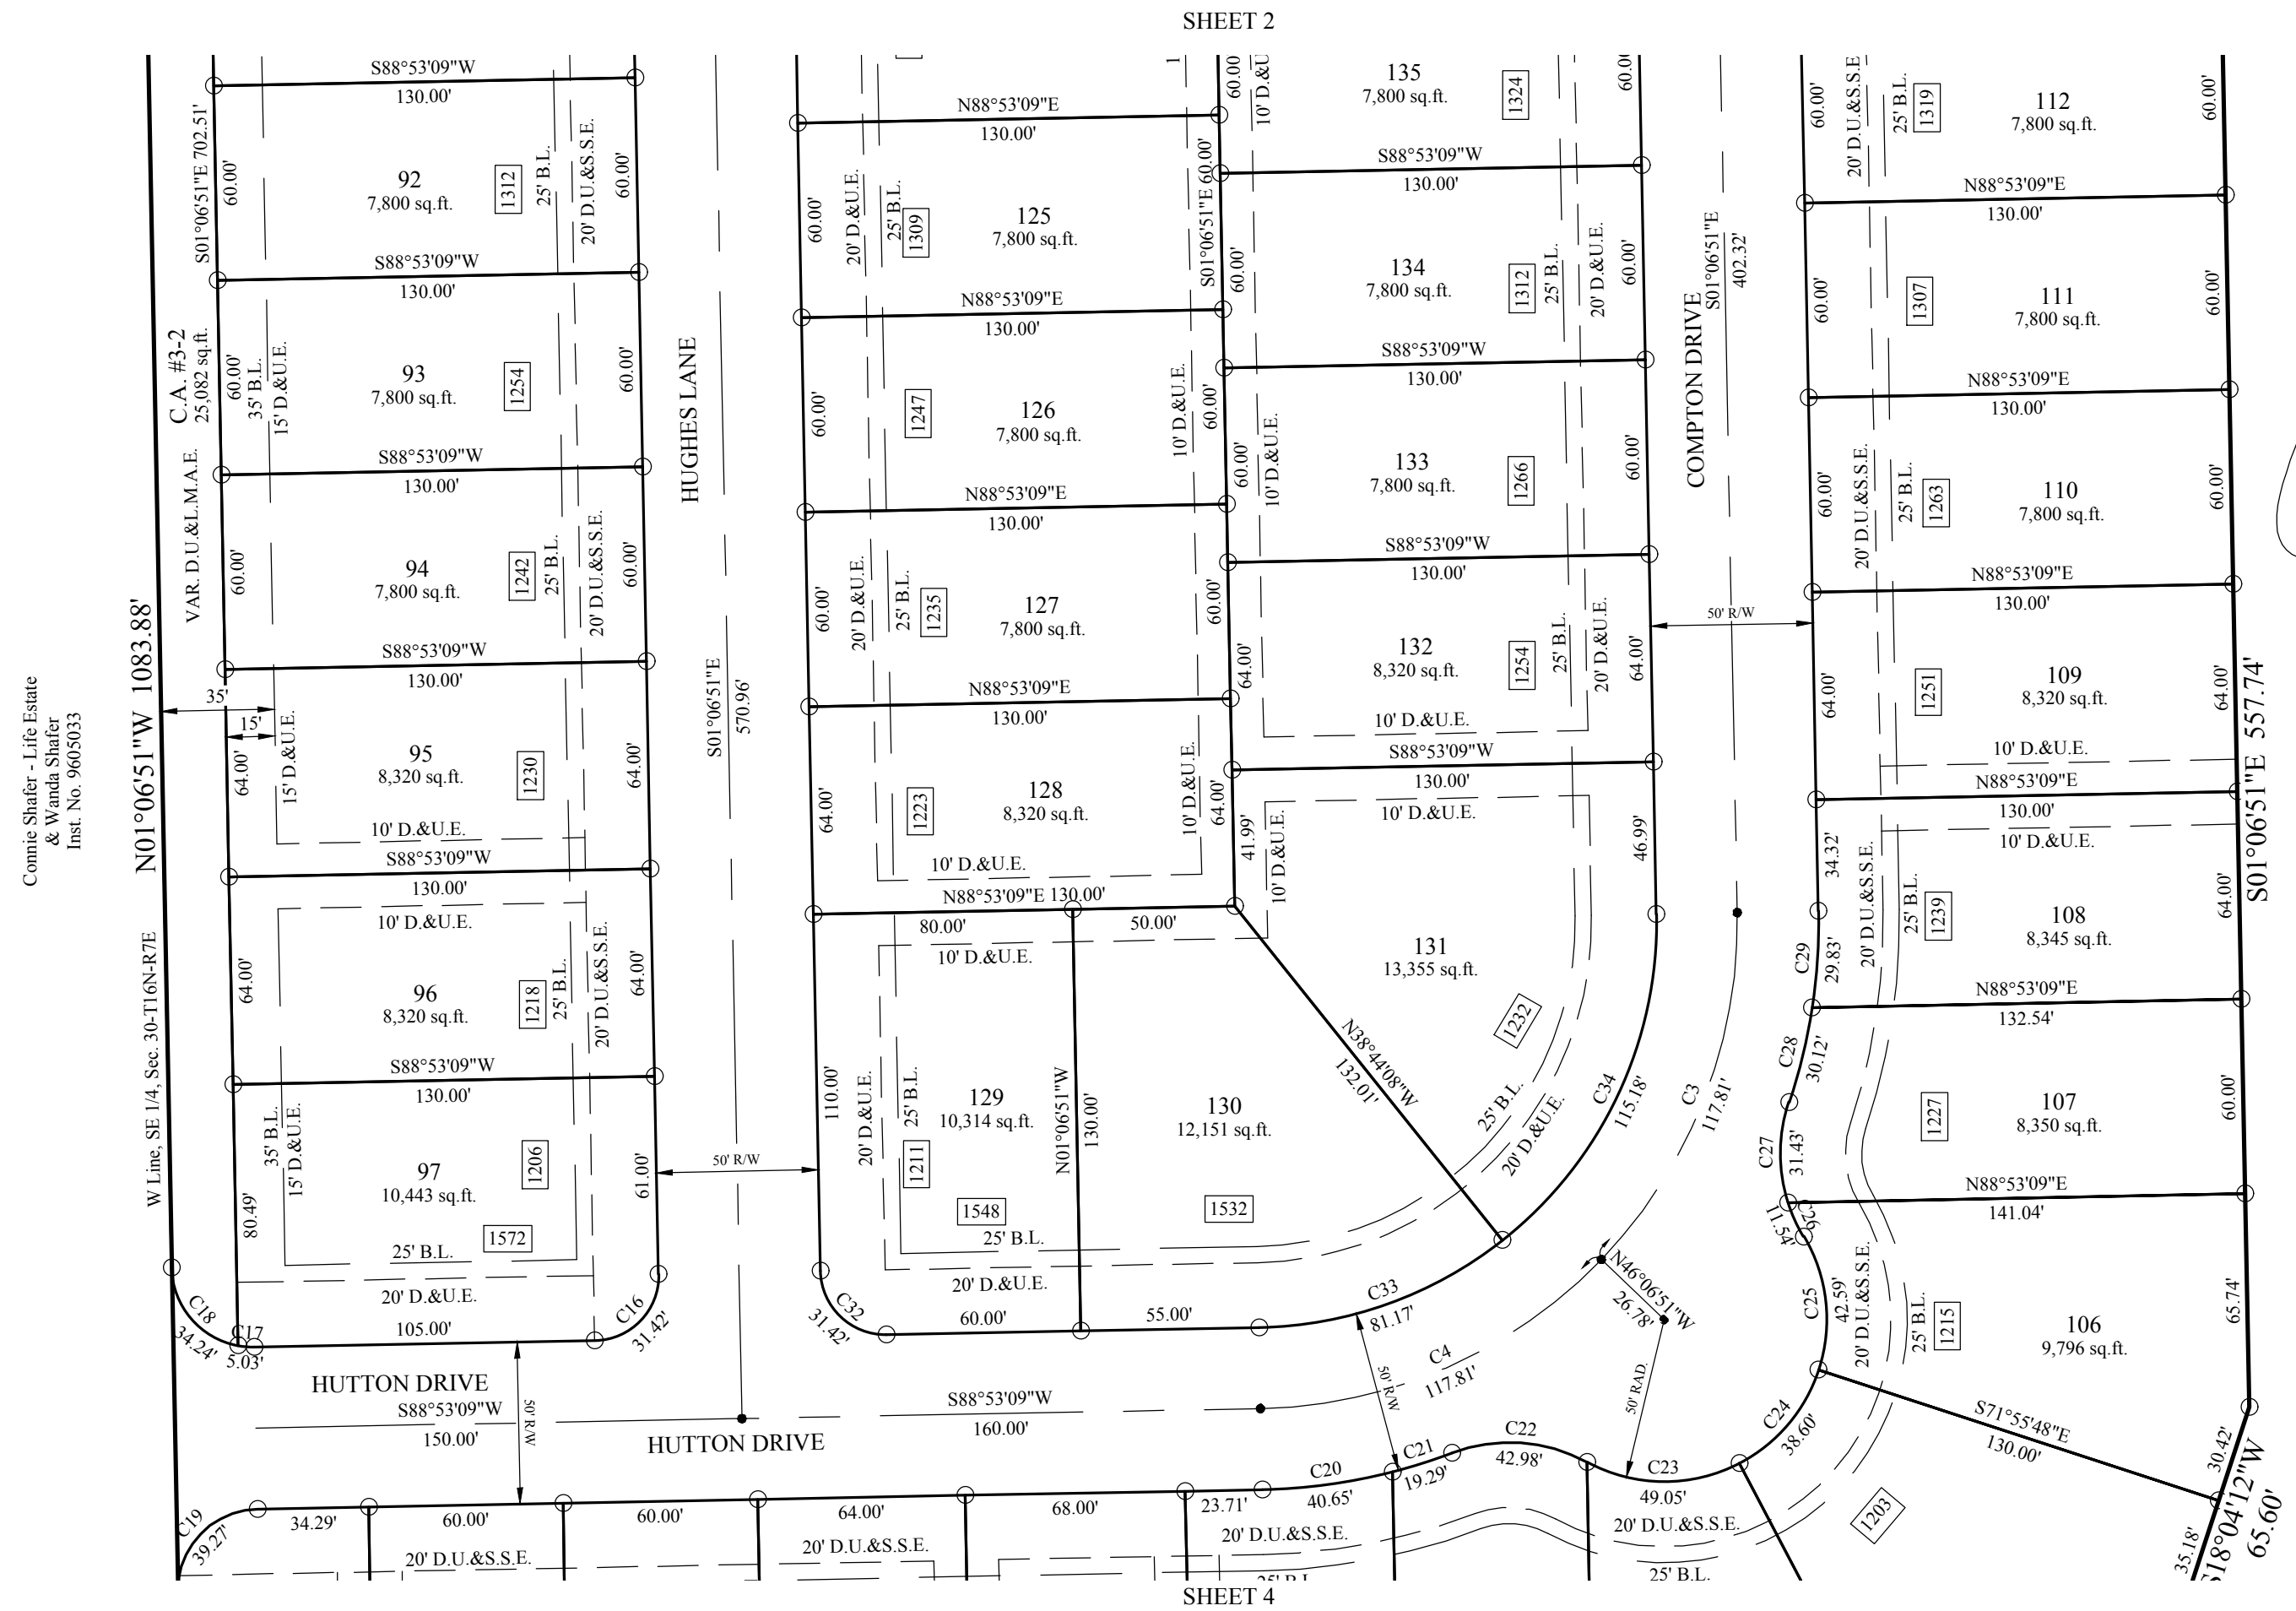 SHEET 2
Connie Shafer - Life Estate
& Wanda Shafer
Inst. No. 9605033
N01°06'51"W 1083.88'
W Line, SE 1/4, Sec. 30-T16N-R7E
C.A. #3-2
25,082 sq.ft.
VAR. D.U.&L.M.A.E.
S01°06'51"E 702.51'
S88°53'09"W
130.00'
60.00'
92
7,800 sq.ft.
1312
25' B.L.
20' D.U.&S.S.E.
60.00'
S88°53'09"W
130.00'
60.00'
35' B.L.
15' D.&U.E.
93
7,800 sq.ft.
1254
60.00'
S88°53'09"W
130.00'
60.00'
94
7,800 sq.ft.
1242
25' B.L.
20' D.U.&S.S.E.
60.00'
S88°53'09"W
130.00'
35'
15'
64.00'
15' D.&U.E.
95
8,320 sq.ft.
1230
64.00'
10' D.&U.E.
S88°53'09"W
130.00'
10' D.&U.E.
64.00'
96
8,320 sq.ft.
1218
25' B.L.
20' D.U.&S.S.E.
64.00'
S88°53'09"W
130.00'
35' B.L.
15' D.&U.E.
97
10,443 sq.ft.
1206
61.00'
80.49'
1572
25' B.L.
20' D.&U.E.
105.00'
C18
34.24'
C17
5.03'
C16
31.42'
HUGHES LANE
S01°06'51"E
570.96'
50' R/W
N88°53'09"E
130.00'
60.00'
20' D.&U.E.
25' B.L.
1309
125
7,800 sq.ft.
S01°06'51"E
60.00'
N88°53'09"E
130.00'
60.00'
1247
126
7,800 sq.ft.
10' D.&U.E.
60.00'
N88°53'09"E
130.00'
60.00'
20' D.&U.E.
25' B.L.
1235
127
7,800 sq.ft.
60.00'
N88°53'09"E
130.00'
64.00'
1223
128
8,320 sq.ft.
10' D.&U.E.
64.00'
10' D.&U.E.
N88°53'09"E 130.00'
80.00'
50.00'
10' D.&U.E.
110.00'
20' D.&U.E.
25' B.L.
1211
129
10,314 sq.ft.
N01°06'51"W
130.00'
130
12,151 sq.ft.
1548
1532
25' B.L.
20' D.&U.E.
C32
31.42'
60.00'
55.00'
C33
81.17'
60.00'
10' D.&U
135
7,800 sq.ft.
1324
60.0
S88°53'09"W
130.00'
60.00'
134
7,800 sq.ft.
1312
25' B.L.
20' D.&U.E.
60.00'
S88°53'09"W
130.00'
60.00'
10' D.&U.E.
133
7,800 sq.ft.
1266
60.00'
S88°53'09"W
130.00'
64.00'
132
8,320 sq.ft.
1254
25' B.L.
20' D.&U.E.
64.00'
10' D.&U.E.
S88°53'09"W
130.00'
10' D.&U.E.
41.99'
10' D.&U.E.
46.99'
131
13,355 sq.ft.
1232
N38°44'08"W
132.01'
25' B.L.
20' D.&U.E.
C34
115.18'
COMPTON DRIVE
S01°06'51"E
402.32'
50' R/W
C3
117.81'
N46°06'51"W
26.78'
50' RAD.
C4
117.81'
50' R/W
60.00'
20' D.U.&S.S.E
25' B.L.
1319
112
7,800 sq.ft.
60.00'
N88°53'09"E
130.00'
60.00'
1307
111
7,800 sq.ft.
60.00'
N88°53'09"E
130.00'
60.00'
20' D.U.&S.S.E.
25' B.L.
1263
110
7,800 sq.ft.
60.00'
N88°53'09"E
130.00'
64.00'
1251
109
8,320 sq.ft.
64.00'
10' D.&U.E.
N88°53'09"E
130.00'
10' D.&U.E.
S01°06'51"E 557.74'
34.32'
C29
29.83'
20' D.U.&S.S.E.
25' B.L.
1239
108
8,345 sq.ft.
64.00'
N88°53'09"E
132.54'
C28
30.12'
C27
31.43'
1227
107
8,350 sq.ft.
60.00'
N88°53'09"E
141.04'
C26
11.54'
C25
42.59'
20' D.U.&S.S.E.
25' B.L.
1215
106
9,796 sq.ft.
65.74'
S71°55'48"E
130.00'
C24
38.60'
30.42'
S18°04'12"W
65.60'
35.18'
1203
HUTTON DRIVE
S88°53'09"W
150.00'
50' R/W
HUTTON DRIVE
S88°53'09"W
160.00'
C19
39.27'
34.29'
60.00'
60.00'
64.00'
68.00'
23.71'
C20
40.65'
C21
19.29'
C22
42.98'
C23
49.05'
20' D.U.&S.S.E.
20' D.U.&S.S.E.
20' D.U.&S.S.E.
20' D.U.&S.S.E.
25' B.L.
25' B.L.
SHEET 4